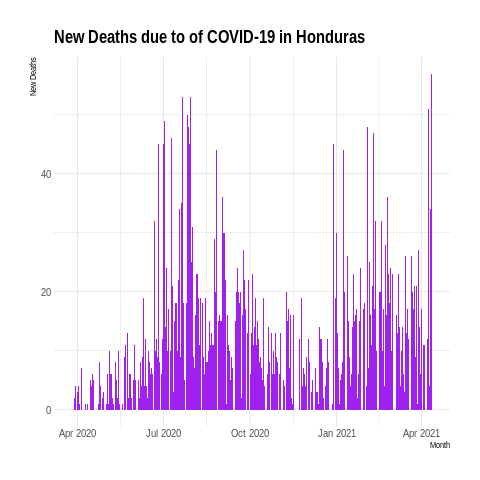 New Deaths due to of COVID-19 in Honduras
New Deaths
40
20
0
Apr 2020 Jul 2020 Oct 2020 Jan 2021 Apr 2021
Month